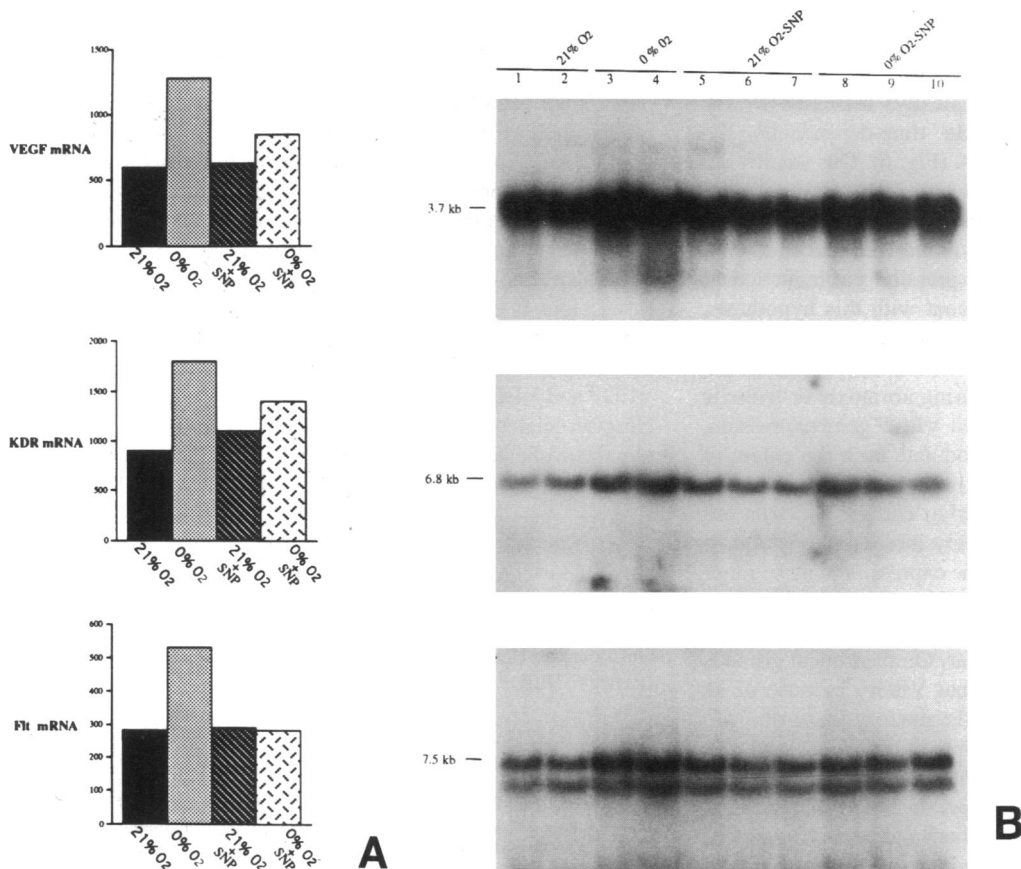 1500
1000
500
0
VEGF mRNA
21% O2
0% O2
21% O2
+
SNP
0% O2
+
SNP
2000
1500
1000
500
0
KDR mRNA
21% O2
0% O2
21% O2
+
SNP
0% O2
+
SNP
600
500
400
300
200
100
0
Flt mRNA
21% O2
0% O2
21% O2
+
SNP
0% O2
+
SNP
A
21% O2
0 % O2
21% O2-SNP
0% O2-SNP
1 2 3 4 5 6 7 8 9 10
3.7 kb
6.8 kb
7.5 kb
B